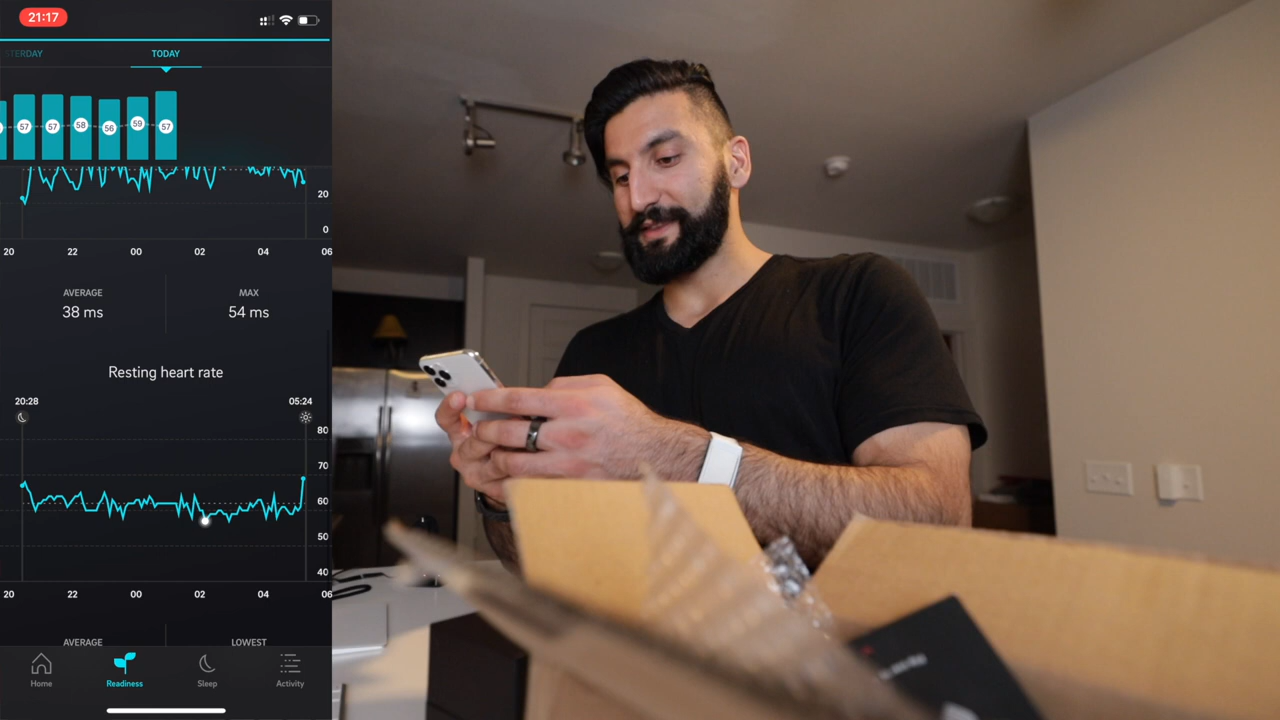 21:17
TERDAY TODAY
57 57 58 56 59 57
20
0
20 22 00 02 04 06
AVERAGE MAX
38 ms 54 ms
Resting heart rate
20:28 05:24
80
70
60
50
40
20 22 00 02 04 06
AVERAGE LOWEST
Home Readiness Sleep Activity